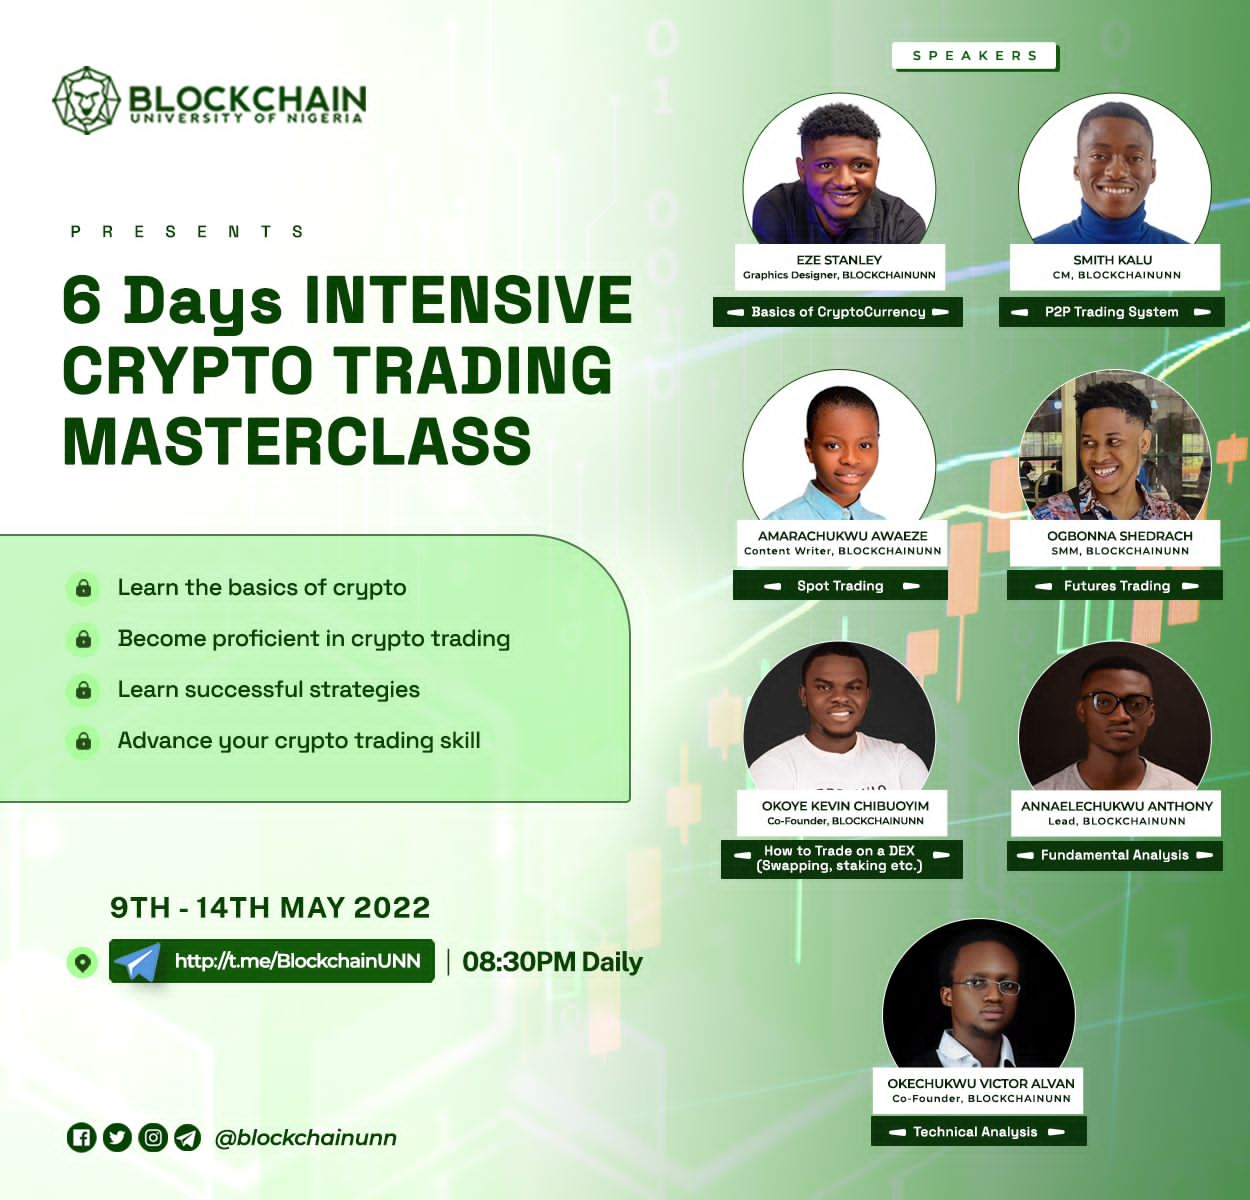 BLOCKCHAIN
UNIVERSITY OF NIGERIA
PRESENTS
6 Days INTENSIVE
CRYPTO TRADING
MASTERCLASS
Learn the basics of crypto
Become proficient in crypto trading
Learn successful strategies
Advance your crypto trading skill
9TH - 14TH MAY 2022
http://t.me/BlockchainUNN | 08:30PM Daily
@blockchainunn
SPEAKERS
EZE STANLEY
Graphics Designer, BLOCKCHAINUNN
Basics of CryptoCurrency
SMITH KALU
CM, BLOCKCHAINUNN
P2P Trading System
AMARACHUKWU AWAEZE
Content Writer, BLOCKCHAINUNN
Spot Trading
OGBONNA SHEDRACH
SMM, BLOCKCHAINUNN
Futures Trading
OKOYE KEVIN CHIBUOYIM
Co-Founder, BLOCKCHAINUNN
How to Trade on a DEX
(Swapping, staking etc.)
ANNAELECHUKWU ANTHONY
Lead, BLOCKCHAINUNN
Fundamental Analysis
OKECHUKWU VICTOR ALVAN
Co-Founder, BLOCKCHAINUNN
Technical Analysis